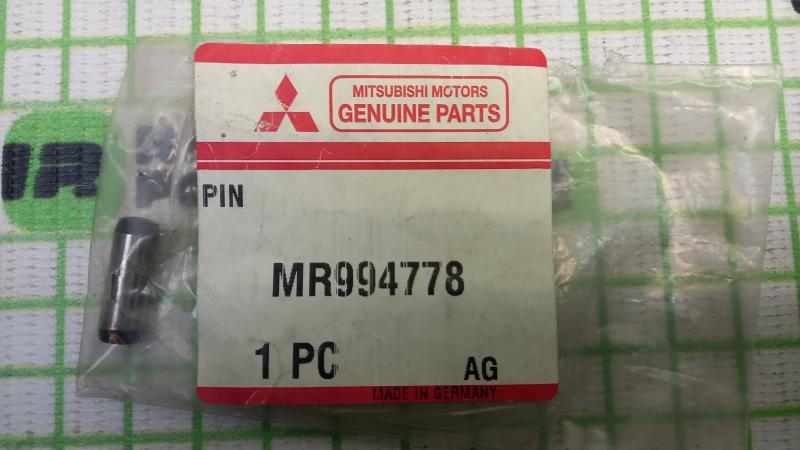 MITSUBISHI MOTORS
GENUINE PARTS
PIN
MR994778
1 PC
AG
MADE IN GERMANY